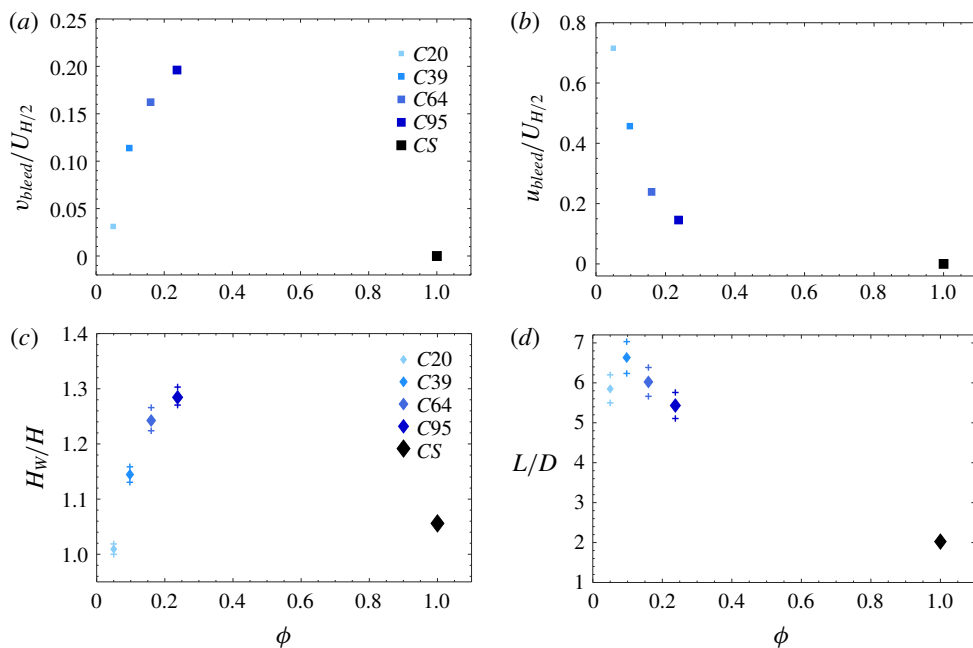 (a)
0.25
0.20
0.15
0.10
0.05
0
v_bleed/U_H/2
C20
C39
C64
C95
CS
0 0.2 0.4 0.6 0.8 1.0
(b)
0.8
0.6
0.4
0.2
0
u_bleed/U_H/2
0 0.2 0.4 0.6 0.8 1.0
(c)
1.4
1.3
1.2
1.1
1.0
H_W/H
C20
C39
C64
C95
CS
0 0.2 0.4 0.6 0.8 1.0
ϕ
(d)
7
6
5
4
3
2
1
L/D
0 0.2 0.4 0.6 0.8 1.0
ϕ